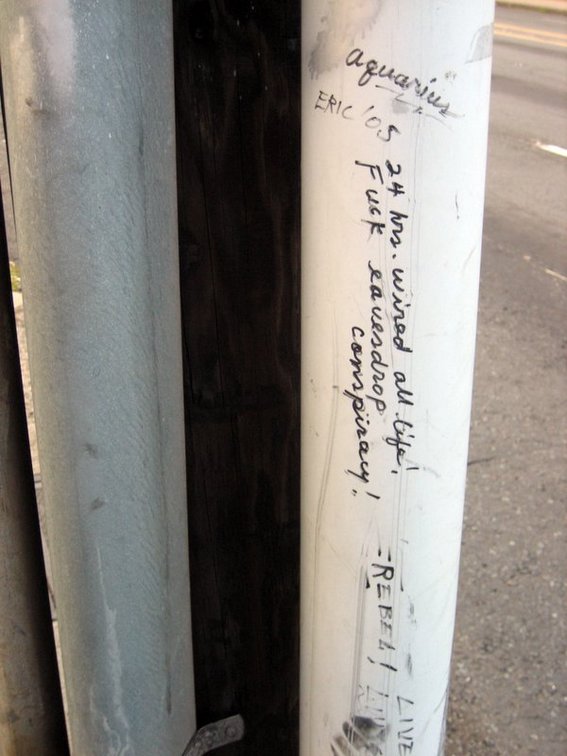 aquarius
ERIC '05
24 hrs. wired all life!
Fuck eavesdrop
conspiracy!
-REBEL!
LIVE